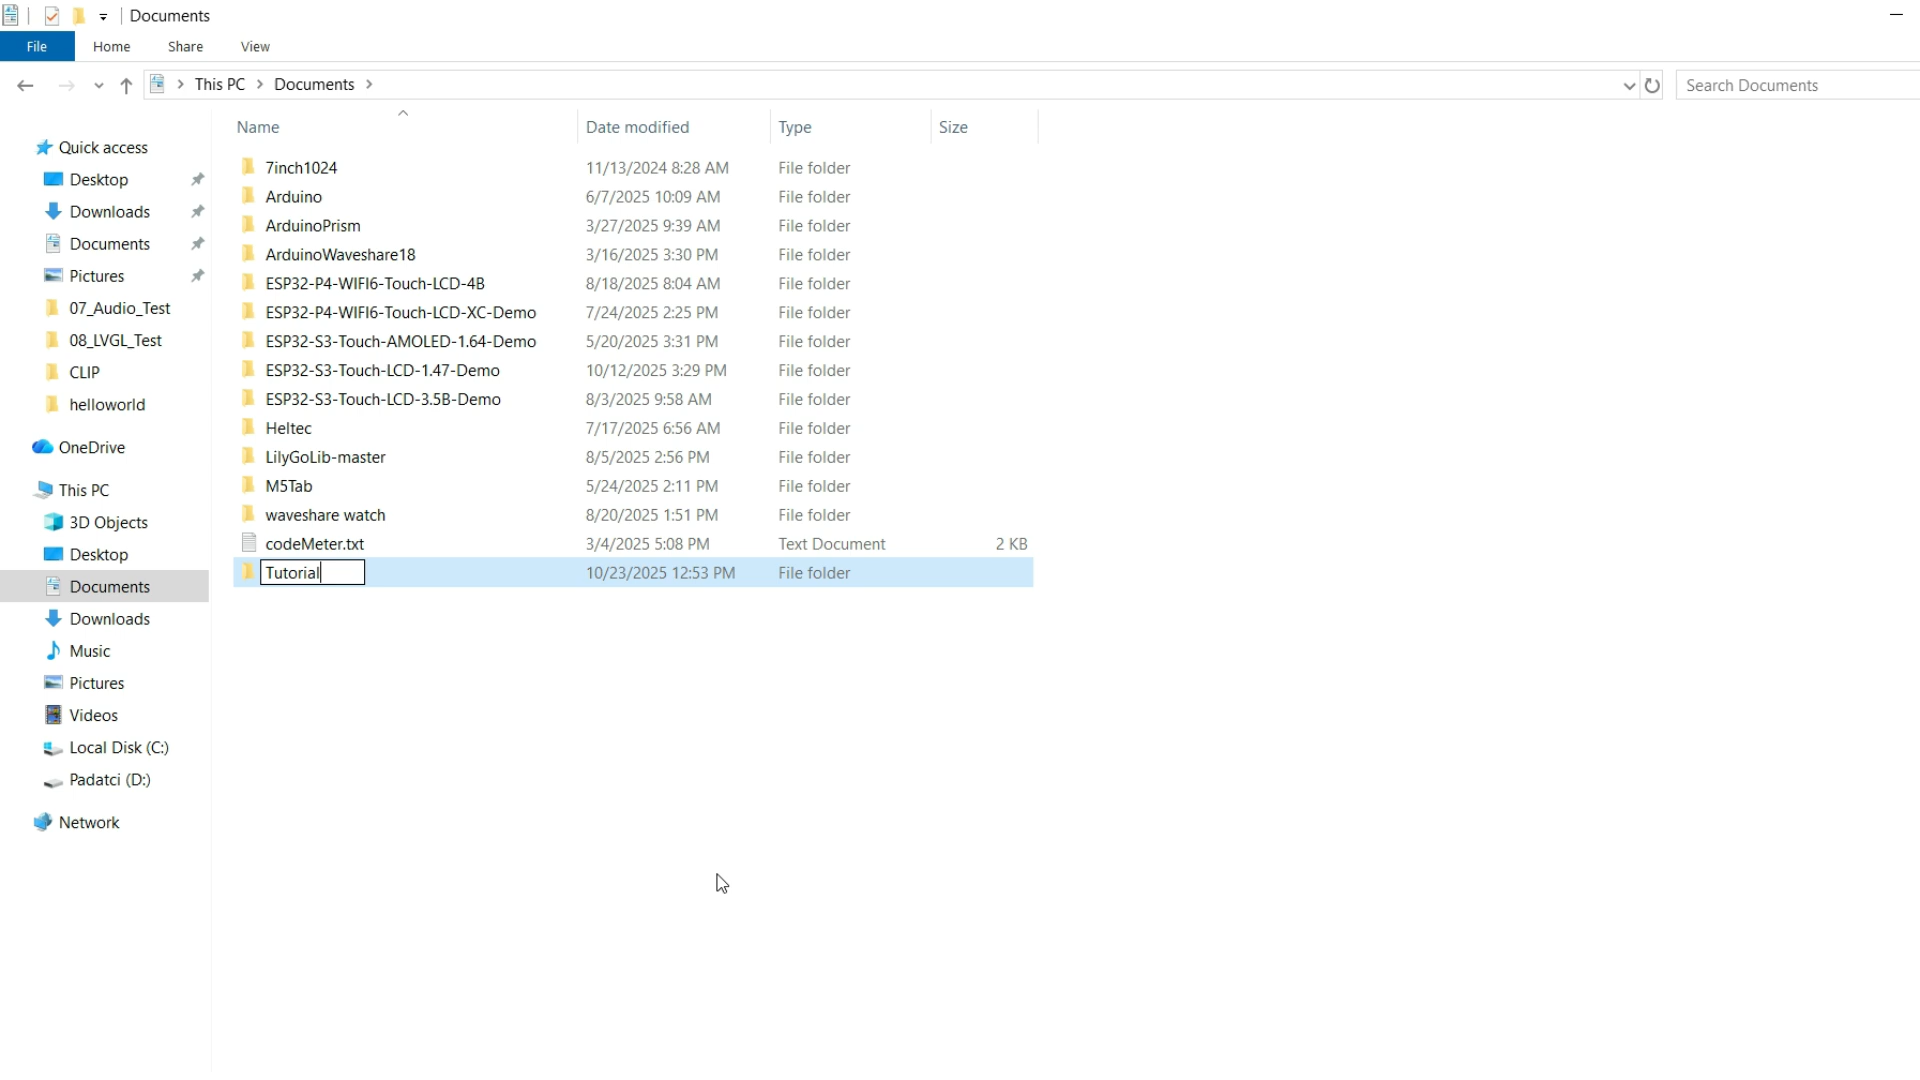 Documents
File Home Share View
This PC Documents Search Documents
Name Date modified Type Size
Quick access
Desktop
Downloads
Documents
Pictures
07_Audio_Test
08_LVGL_Test
CLIP
helloworld
OneDrive
This PC
3D Objects
Desktop
Documents
Downloads
Music
Pictures
Videos
Local Disk (C:)
Padatci (D:)
Network
7inch1024 11/13/2024 8:28 AM File folder
Arduino 6/7/2025 10:09 AM File folder
ArduinoPrism 3/27/2025 9:39 AM File folder
ArduinoWaveshare18 3/16/2025 3:30 PM File folder
ESP32-P4-WIFI6-Touch-LCD-4B 8/18/2025 8:04 AM File folder
ESP32-P4-WIFI6-Touch-LCD-XC-Demo 7/24/2025 2:25 PM File folder
ESP32-S3-Touch-AMOLED-1.64-Demo 5/20/2025 3:31 PM File folder
ESP32-S3-Touch-LCD-1.47-Demo 10/12/2025 3:29 PM File folder
ESP32-S3-Touch-LCD-3.5B-Demo 8/3/2025 9:58 AM File folder
Heltec 7/17/2025 6:56 AM File folder
LilyGoLib-master 8/5/2025 2:56 PM File folder
M5Tab 5/24/2025 2:11 PM File folder
waveshare watch 8/20/2025 1:51 PM File folder
codeMeter.txt 3/4/2025 5:08 PM Text Document 2 KB
Tutorial 10/23/2025 12:53 PM File folder